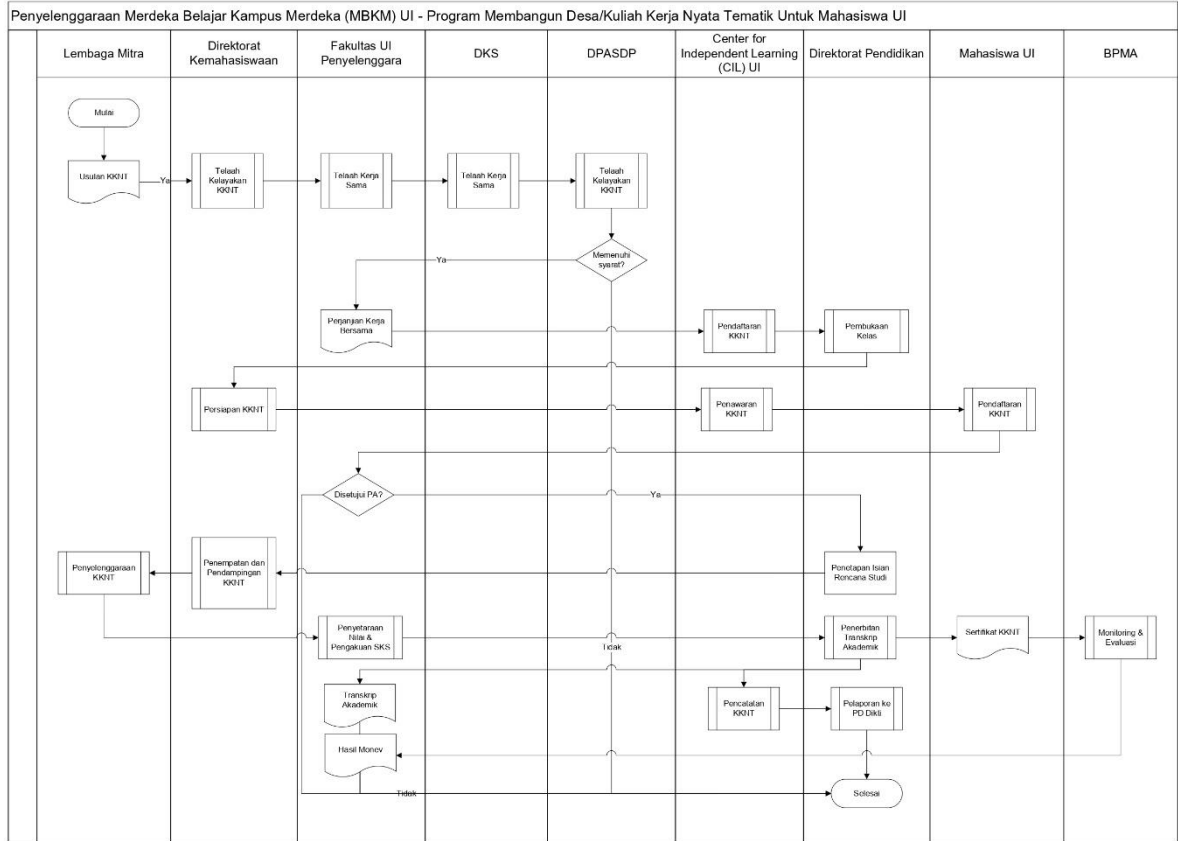 Penyelenggaraan Merdeka Belajar Kampus Merdeka (MBKM) UI - Program Membangun Desa/Kuliah Kerja Nyata Tematik Untuk Mahasiswa UI
Lembaga Mitra
Direktorat
Kemahasiswaan
Fakultas UI
Penyelenggara
DKS
DPASDP
Center for
Independent Learning
(CIL) UI
Direktorat Pendidikan
Mahasiswa UI
BPMA
Mulai
Usulan KKNT
Ya
Telaah
Kelayakan
KKNT
Telaah Kerja
Sama
Telaah Kerja
Sama
Telaah
Kelayakan
KKNT
Memenuhi
syarat?
Ya
Perjanjian Kerja
Bersama
Pendaftaran
KKNT
Pembukaan
Kelas
Persiapan KKNT
Penawaran
KKNT
Pendaftaran
KKNT
Disetujui PA?
Ya
Penyelenggaraan
KKNT
Penempatan dan
Pendampingan
KKNT
Penetapan Isian
Rencana Studi
Penyetaraan
Nilai &
Pengakuan SKS
Tidak
Penerbitan
Transkrip
Akademik
Sertifikat KKNT
Monitoring &
Evaluasi
Transkrip
Akademik
Pencatatan
KKNT
Pelaporan ke
PD Dikti
Hasil Monev
Tidak
Selesai